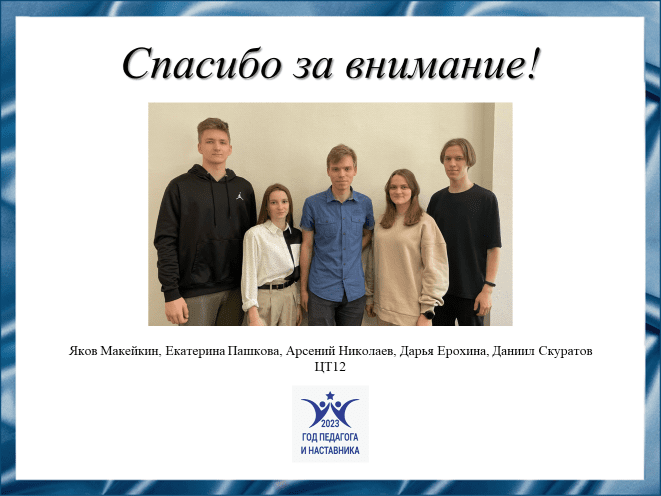 Спасибо за внимание!
Яков Макейкин, Екатерина Пашкова, Арсений Николаев, Дарья Ерохина, Даниил Скуратов
ЦТ12
2023
ГОД ПЕДАГОГА
И НАСТАВНИКА